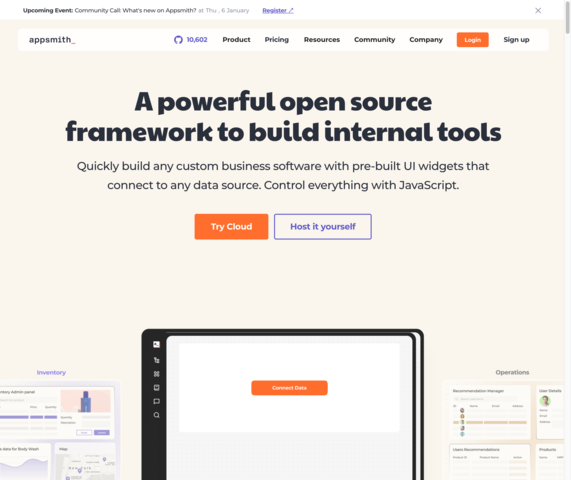 Upcoming Event: Community Call: What's new on Appsmith? at Thu , 6 January Register
appsmith_
10,602 Product Pricing Resources Community Company Login Sign up
A powerful open source
framework to build internal tools
Quickly build any custom business software with pre-built UI widgets that
connect to any data source. Control everything with JavaScript.
Try Cloud Host it yourself
Inventory
Operations
Connect Data
Recommendation Manager
User Details
Users Recommendations
Products
Map